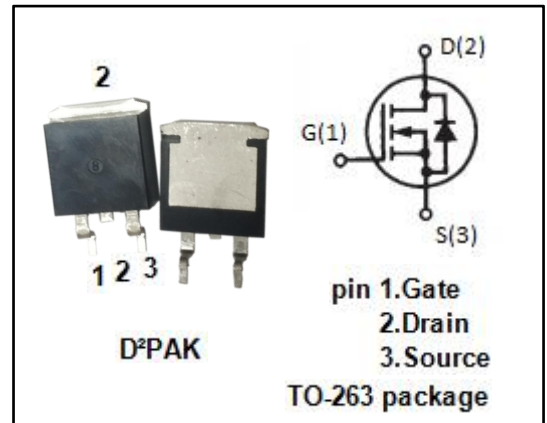 2
D(2)
G(1)
S(3)
1 2 3
pin 1.Gate
2.Drain
3.Source
D²PAK
TO-263 package